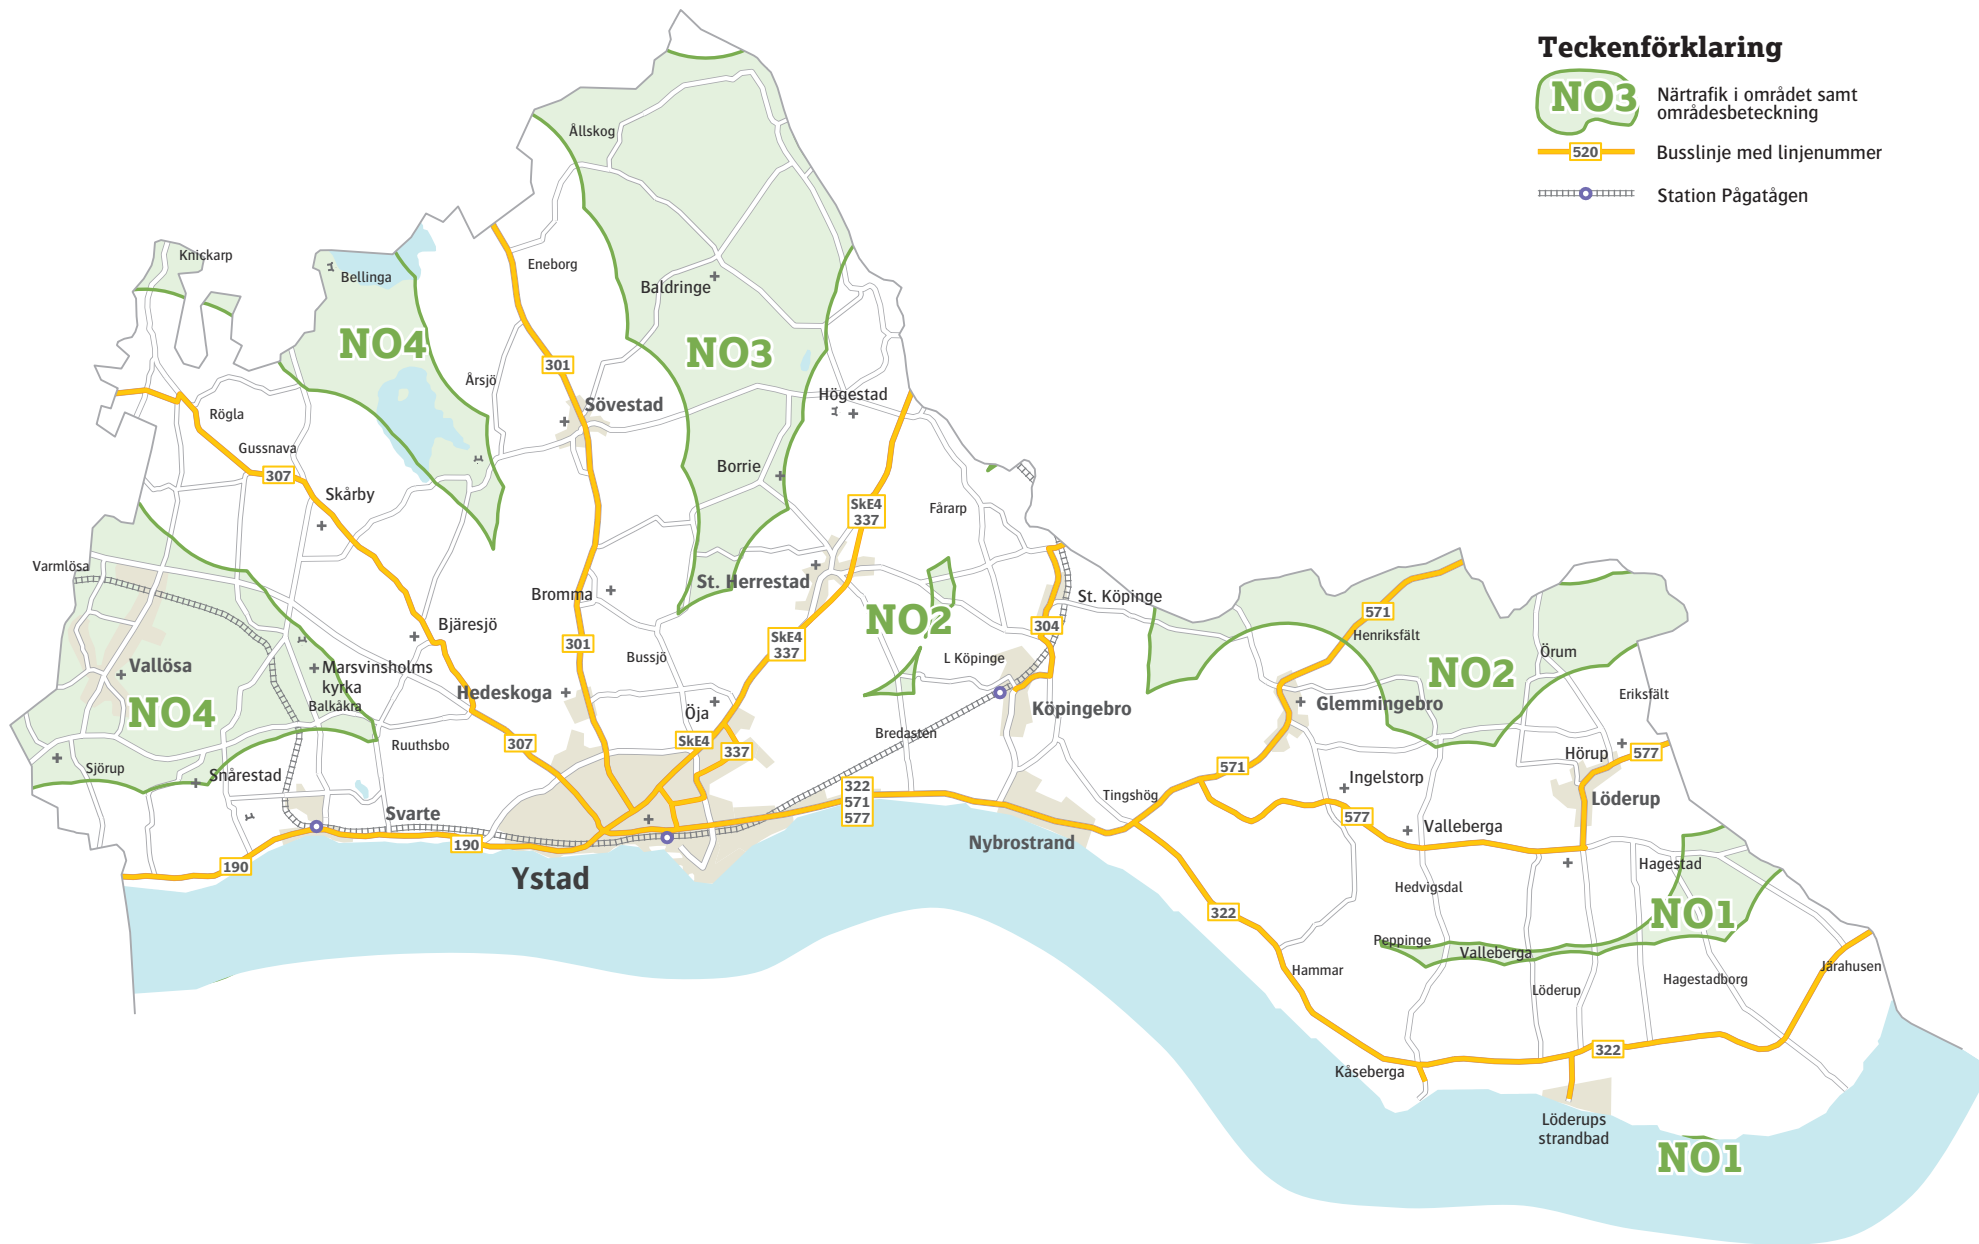 Teckenförklaring
NO3
Närtrafik i området samt
områdesbeteckning
520
Busslinje med linjenummer
Station Pågatågen
Ållskog
Knickarp
Bellinga
Eneborg
Baldringe
NO4
NO3
301
Årsjö
Sövestad
Högestad
Rögla
Gussnava
307
Skårby
Borrie
SkE4
337
Fårarp
Varmlösa
St. Herrestad
Bromma
NO2
St. Köpinge
304
571
Henriksfält
Bjäresjö
SkE4
337
301
Bussjö
L Köpinge
Örum
Vallösa
Marsvinsholms
kyrka
NO4
Balkåkra
Hedeskoga
Öja
NO2
Eriksfält
Glemmingebro
Köpingebro
Ruuthsbo
307
SkE4
337
Bredasten
Hörup
577
Sjörup
Snårestad
571
Ingelstorp
322
571
577
Tingshög
Löderup
Svarte
577
Valleberga
190
190
Nybrostrand
Ystad
Hagestad
Hedvigsdal
322
NO1
Peppinge
Valleberga
Hammar
Löderup
Hagestadborg
Järahusen
322
Kåseberga
Löderups
strandbad
NO1